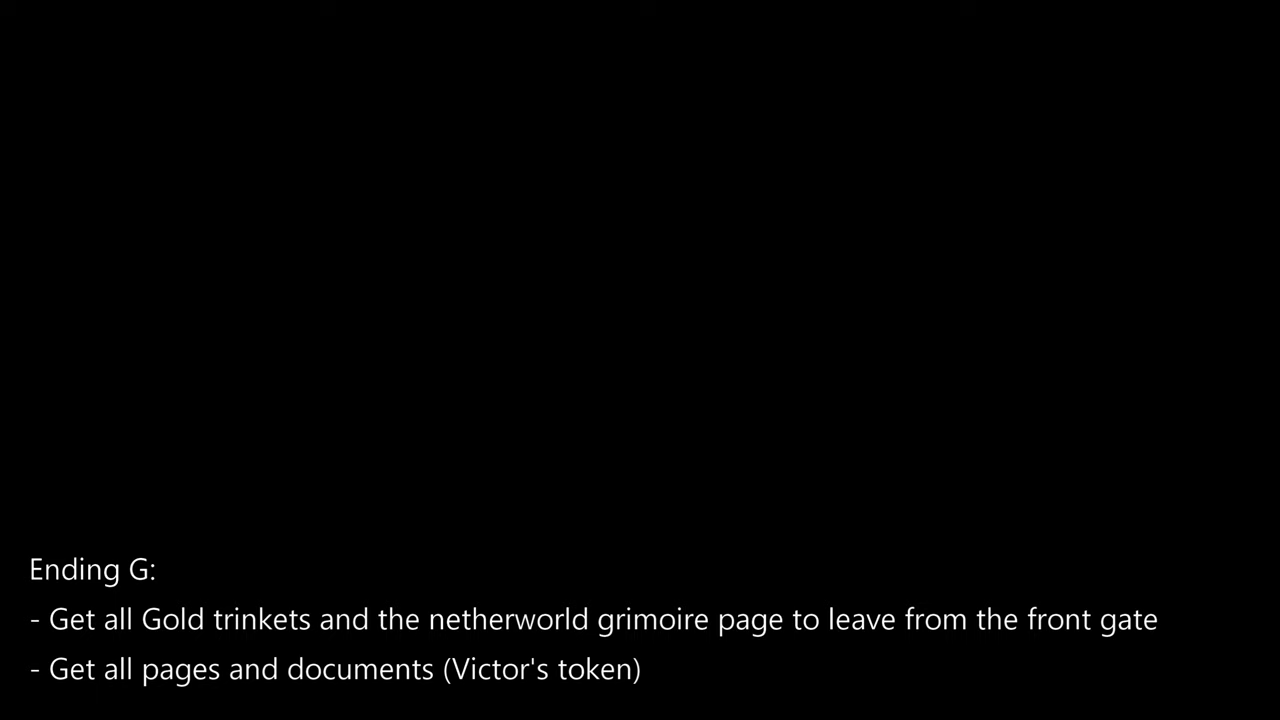 Ending G:
- Get all Gold trinkets and the netherworld grimoire page to leave from the front gate
- Get all pages and documents (Victor's token)